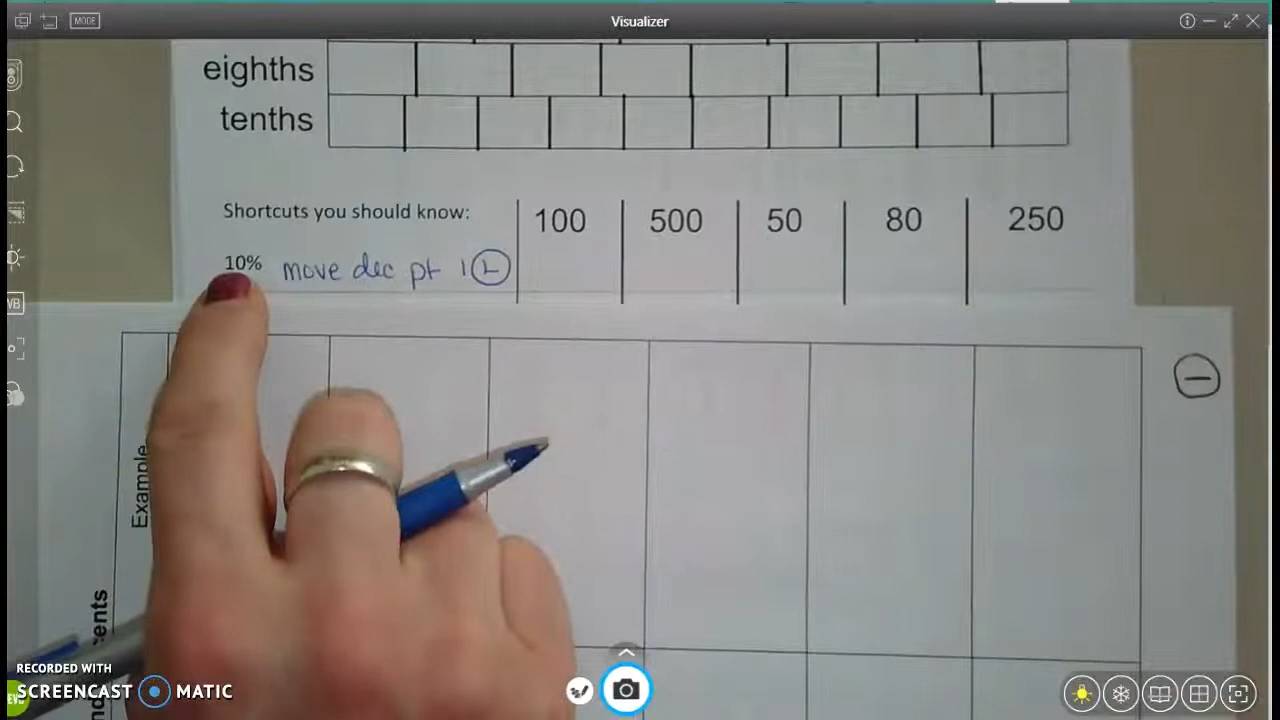 MODE
Visualizer
eighths
tenths
Shortcuts you should know:
100 500 50 80 250
10% move dec pt 1 L
Example
RECORDED WITH
SCREENCAST MATIC